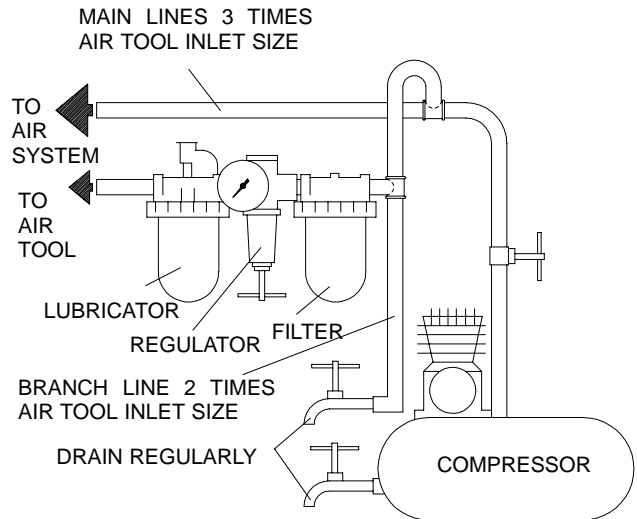 MAIN LINES 3 TIMES
AIR TOOL INLET SIZE
TO
AIR
SYSTEM
TO
AIR
TOOL
LUBRICATOR
REGULATOR
FILTER
BRANCH LINE 2 TIMES
AIR TOOL INLET SIZE
DRAIN REGULARLY
COMPRESSOR